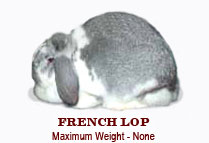 FRENCH LOP
Maximum Weight - None